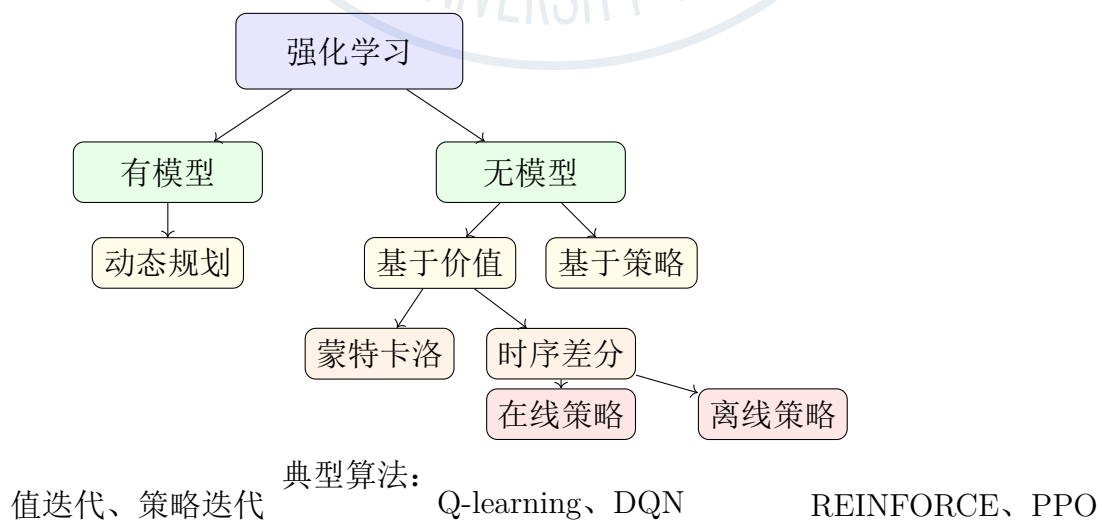 UNIVERSITY
强化学习
有模型
无模型
动态规划
基于价值
基于策略
蒙特卡洛
时序差分
在线策略
离线策略
典型算法：
值迭代、策略迭代
Q-learning、DQN
REINFORCE、PPO